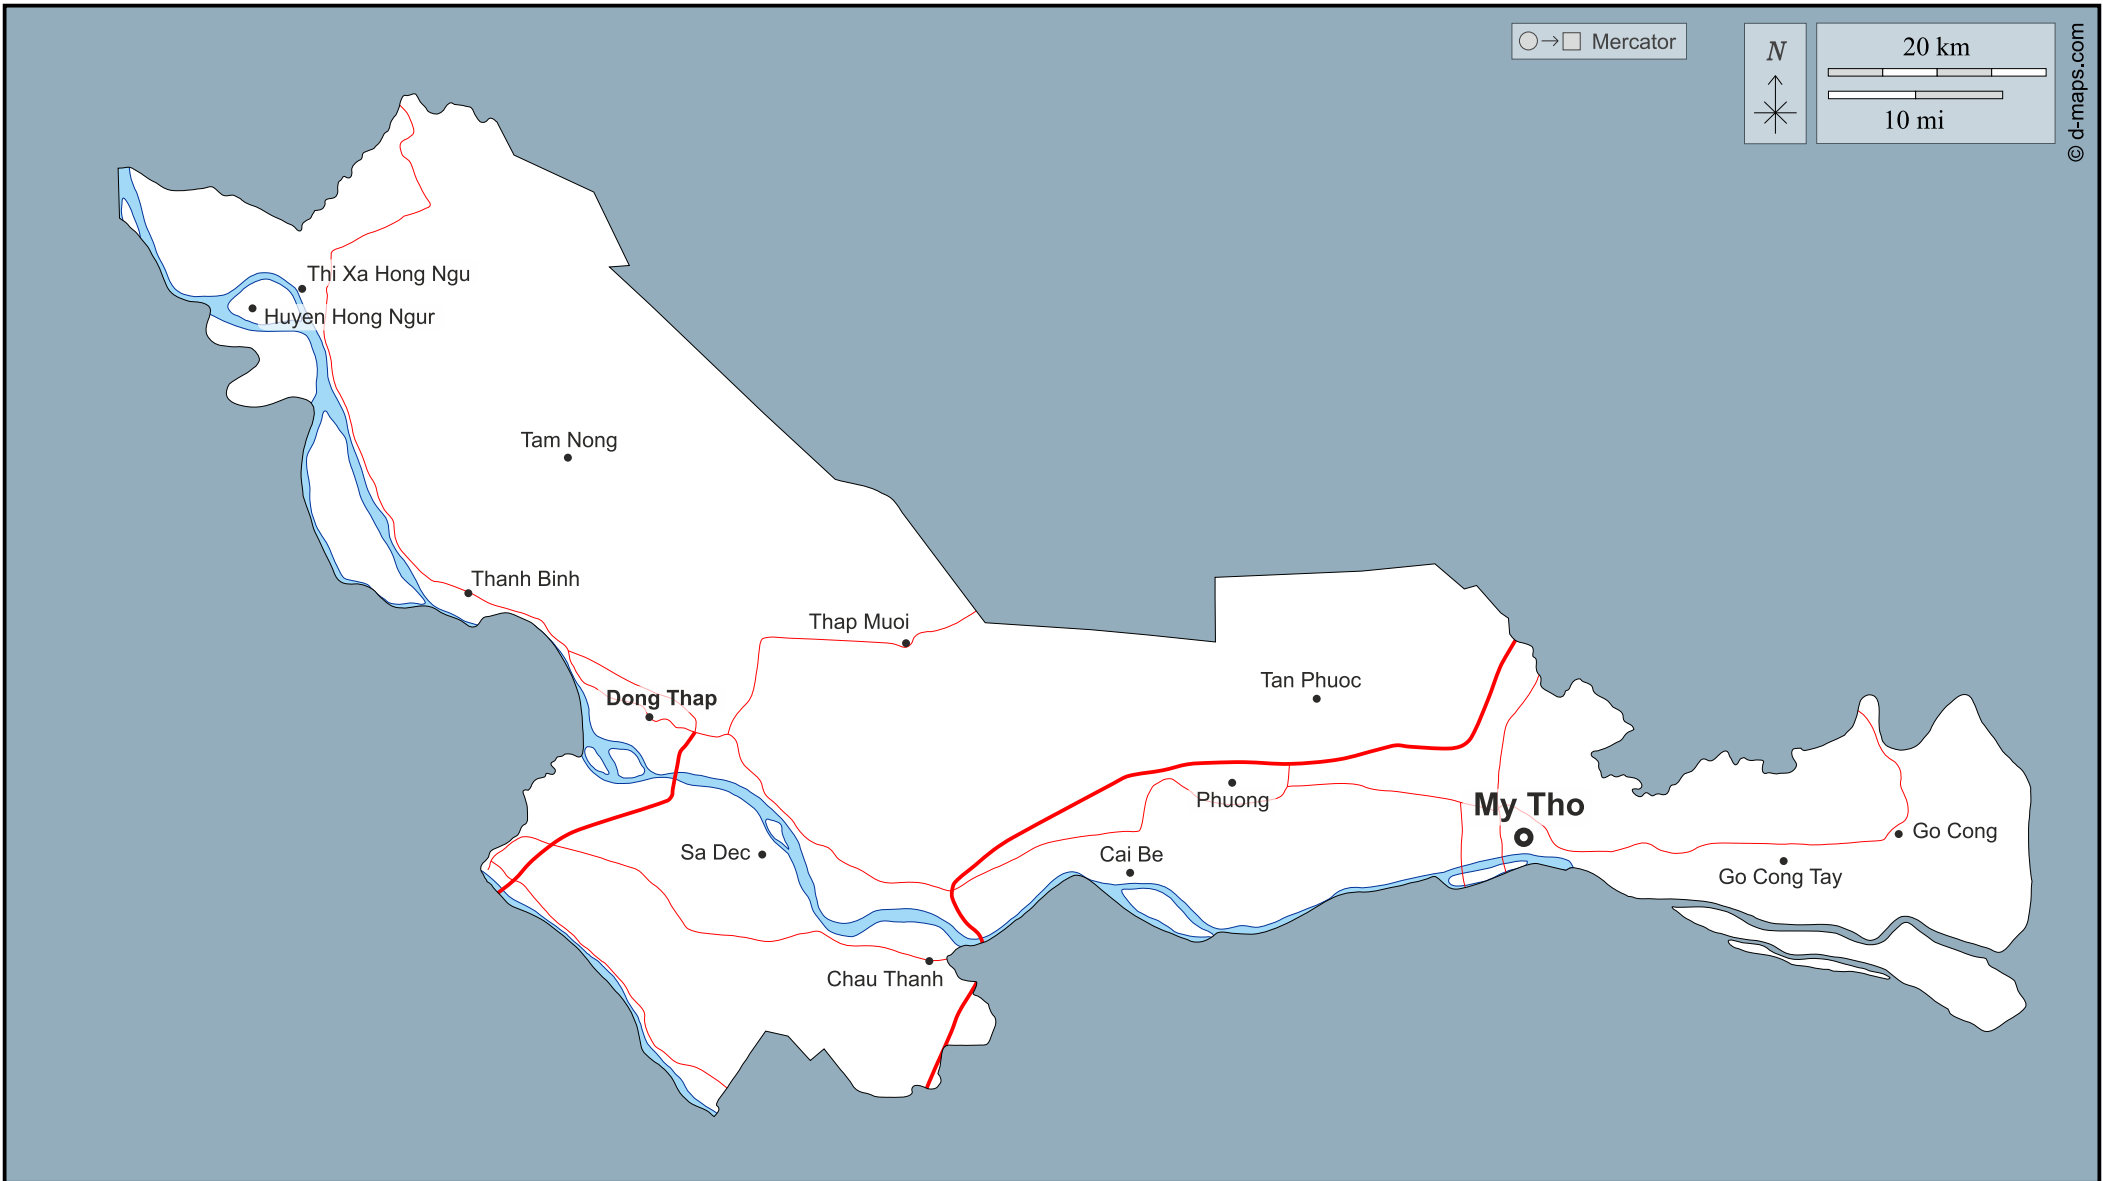 Mercator
N
20 km
10 mi
© d-maps.com
Thi Xa Hong Ngu
Huyen Hong Ngur
Tam Nong
Thanh Binh
Thap Muoi
Dong Thap
Tan Phuoc
Phuong
My Tho
Go Cong
Sa Dec
Cai Be
Go Cong Tay
Chau Thanh